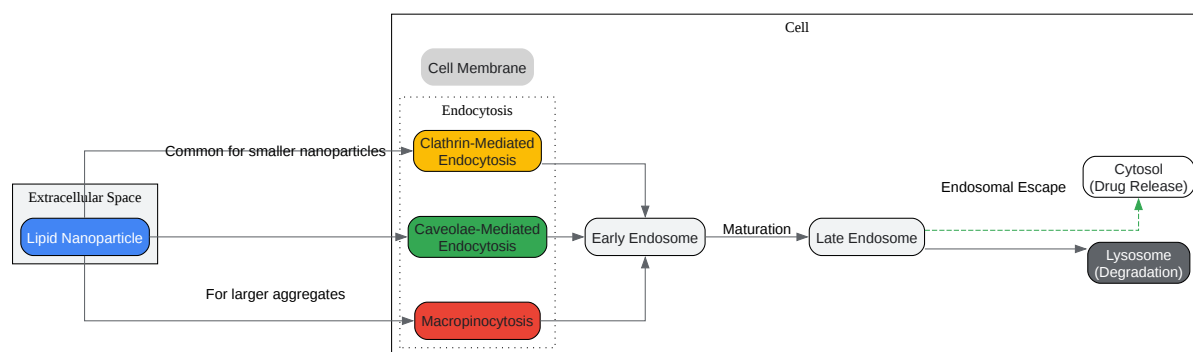 Cell
Cell Membrane
Endocytosis
Common for smaller nanoparticles
Clathrin-Mediated
Endocytosis
Extracellular Space
Lipid Nanoparticle
Caveolae-Mediated
Endocytosis
For larger aggregates
Macropinocytosis
Early Endosome
Maturation
Late Endosome
Endosomal Escape
Cytosol
(Drug Release)
Lysosome
(Degradation)